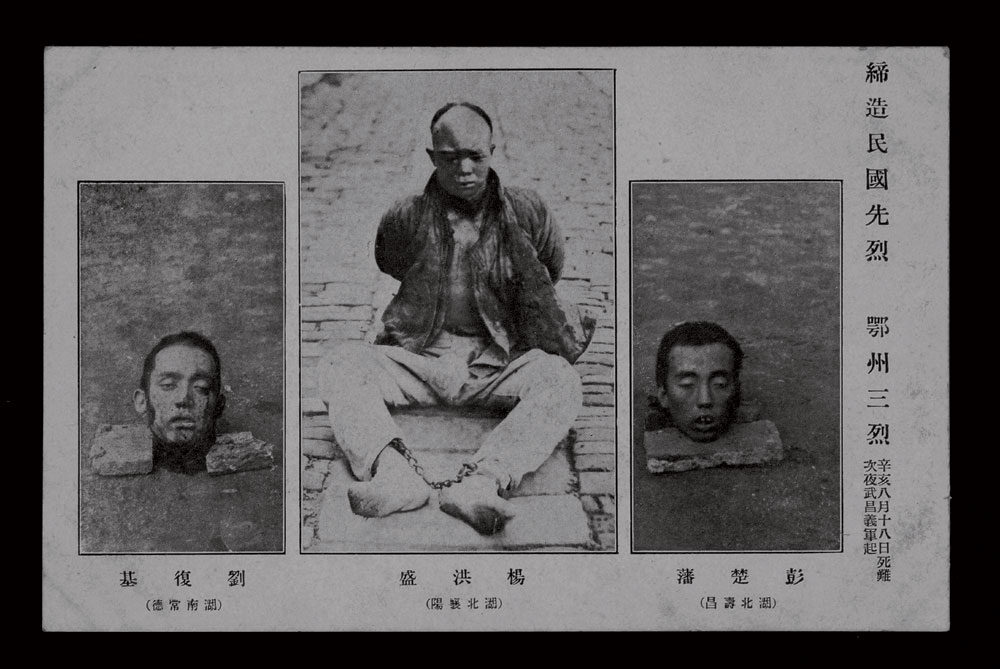 締造民國先烈 鄂州三烈
辛亥八月十八日死難
次夜武昌義軍起
彭楚藩
(湖北壽昌)
楊洪盛
(湖北襄陽)
劉復基
(湖南常德)